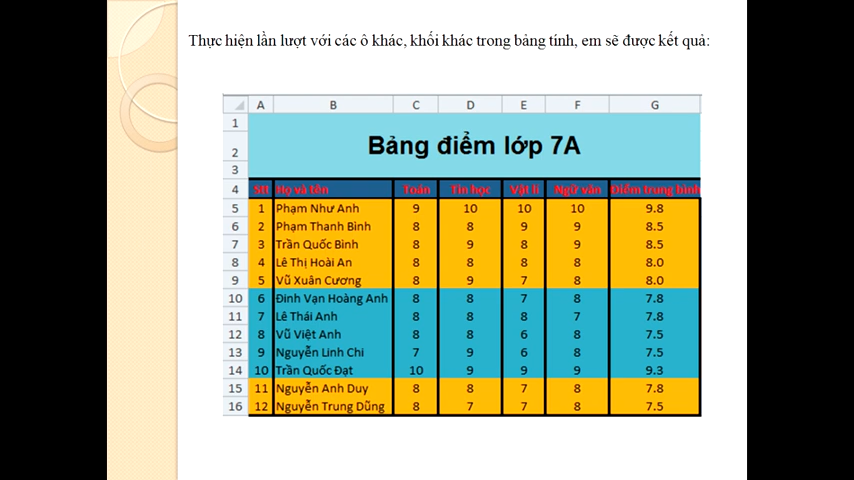 Thực hiện lần lượt với các ô khác, khối khác trong bảng tính, em sẽ được kết quả:
A B C D E F G
1
2 Bảng điểm lớp 7A
3
4 Stt Họ và tên Toán Tin học Vật lí Ngữ văn Điểm trung bình
5 1 Phạm Như Anh 9 10 10 10 9.8
6 2 Phạm Thanh Bình 8 8 9 9 8.5
7 3 Trần Quốc Bình 8 9 8 9 8.5
8 4 Lê Thị Hoài An 8 8 8 8 8.0
9 5 Vũ Xuân Cương 8 9 7 8 8.0
10 6 Đinh Vạn Hoàng Anh 8 8 7 8 7.8
11 7 Lê Thái Anh 8 8 8 7 7.8
12 8 Vũ Việt Anh 8 8 6 8 7.5
13 9 Nguyễn Linh Chi 7 9 6 8 7.5
14 10 Trần Quốc Đạt 10 9 9 9 9.3
15 11 Nguyễn Anh Duy 8 8 7 8 7.8
16 12 Nguyễn Trung Dũng 8 7 7 8 7.5